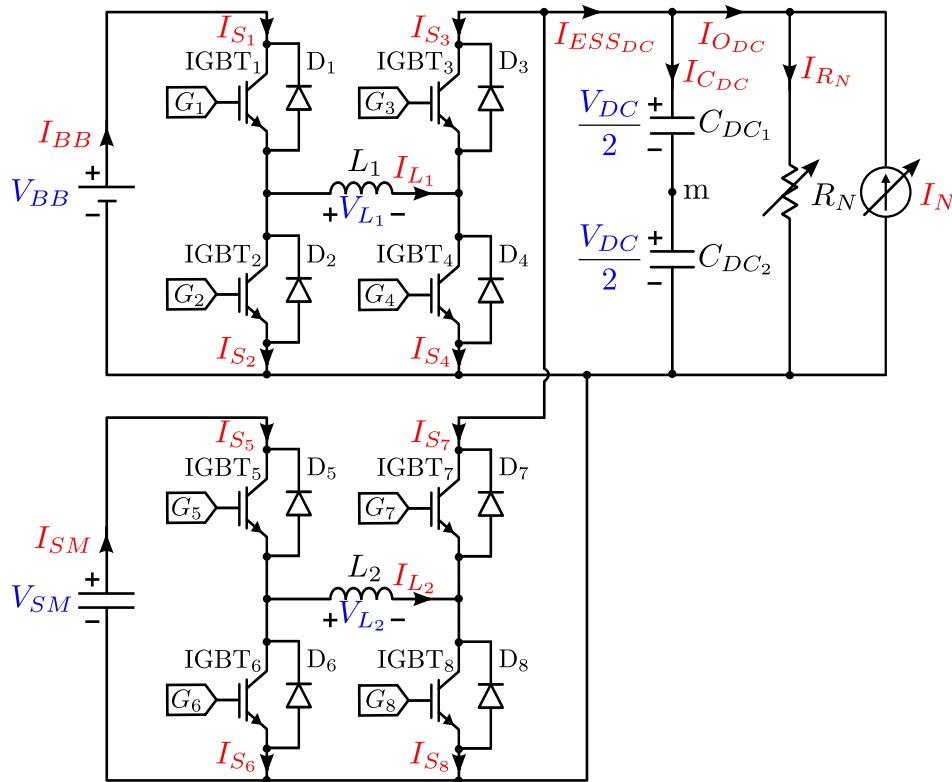 I_{S_1} I_{S_3} I_{ESS_{DC}} I_{O_{DC}}
IGBT_1 D_1 IGBT_3 D_3 I_{C_{DC}} I_{R_N}
G_1 G_3
V_{DC}/2 + − C_{DC_1}
I_{BB} L_1 I_{L_1}
V_{BB} + − + V_{L_1} − m R_N I_N
IGBT_2 D_2 IGBT_4 D_4
V_{DC}/2 + − C_{DC_2}
G_2 G_4
I_{S_2} I_{S_4}
I_{S_5} I_{S_7}
IGBT_5 D_5 IGBT_7 D_7
G_5 G_7
I_{SM} L_2 I_{L_2}
V_{SM} + − + V_{L_2} −
IGBT_6 D_6 IGBT_8 D_8
G_6 G_8
I_{S_6} I_{S_8}